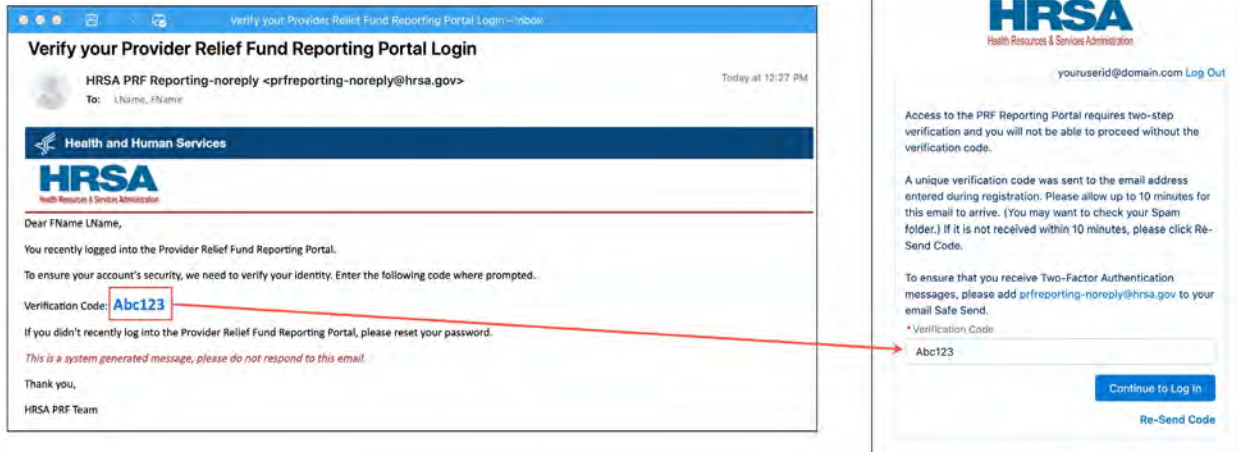 Verify your Provider Relief Fund Reporting Portal Login – Inbox
Verify your Provider Relief Fund Reporting Portal Login
HRSA PRF Reporting-noreply <prfreporting-noreply@hrsa.gov>
Today at 12:27 PM
To: LName, FName
Health and Human Services
HRSA
Health Resources & Services Administration
Dear FName LName,
You recently logged into the Provider Relief Fund Reporting Portal.
To ensure your account's security, we need to verify your identity. Enter the following code where prompted.
Verification Code: Abc123
If you didn't recently log into the Provider Relief Fund Reporting Portal, please reset your password.
This is a system generated message, please do not respond to this email.
Thank you,
HRSA PRF Team
HRSA
Health Resources & Services Administration
youruserid@domain.com Log Out
Access to the PRF Reporting Portal requires two-step
verification and you will not be able to proceed without the
verification code.
A unique verification code was sent to the email address
entered during registration. Please allow up to 10 minutes for
this email to arrive. (You may want to check your Spam
folder.) If it is not received within 10 minutes, please click Re-
Send Code.
To ensure that you receive Two-Factor Authentication
messages, please add prfreporting-noreply@hrsa.gov to your
email Safe Send.
*Verification Code
Abc123
Continue to Log In
Re-Send Code